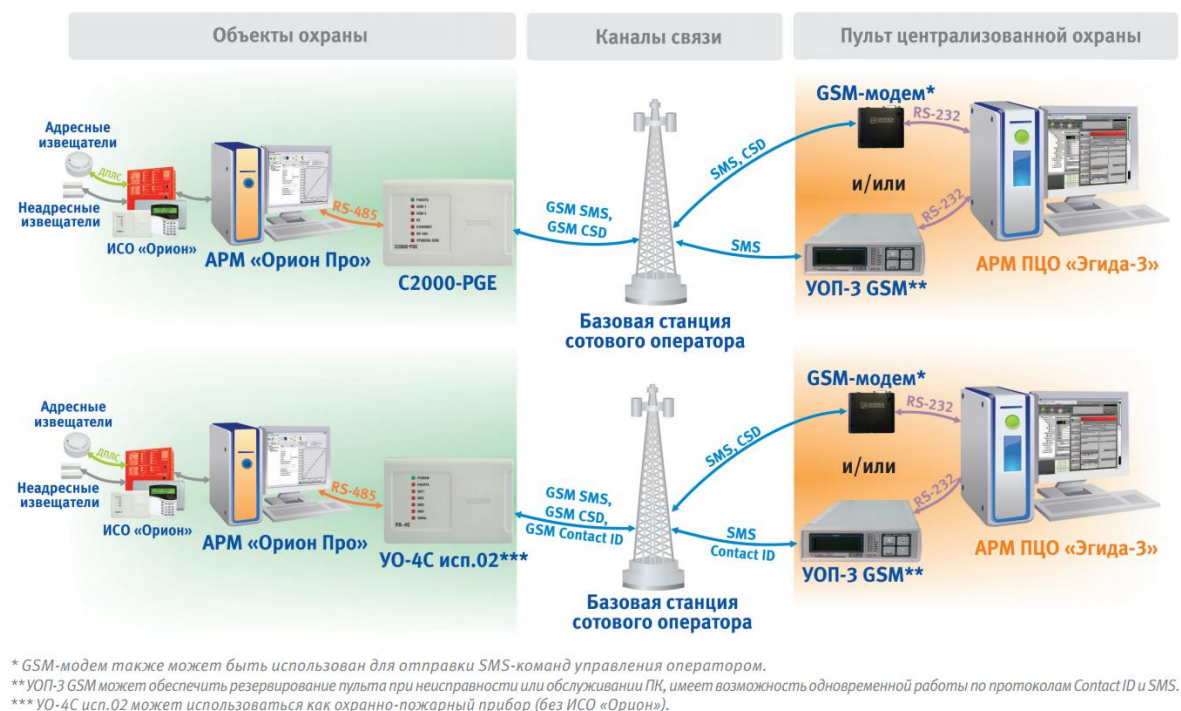 Объекты охраны
Каналы связи
Пульт централизованной охраны
Адресные
извещатели
ДПЛС
Неадресные
извещатели
ИСО «Орион»
АРМ «Орион Про»
RS-485
С2000-PGE
GSM SMS,
GSM CSD
Базовая станция
сотового оператора
SMS, CSD
SMS
GSM-модем*
RS-232
и/или
RS-232
УОП-3 GSM**
АРМ ПЦО «Эгида-3»
Адресные
извещатели
ДПЛС
Неадресные
извещатели
ИСО «Орион»
АРМ «Орион Про»
RS-485
УО-4С
УО-4С исп.02***
GSM SMS,
GSM CSD,
GSM Contact ID
Базовая станция
сотового оператора
SMS, CSD
SMS
Contact ID
GSM-модем*
RS-232
и/или
RS-232
УОП-3 GSM**
АРМ ПЦО «Эгида-3»
* GSM-модем также может быть использован для отправки SMS-команд управления оператором.
** УОП-3 GSM может обеспечить резервирование пульта при неисправности или обслуживании ПК, имеет возможность одновременной работы по протоколам Contact ID и SMS.
*** УО-4С исп.02 может использоваться как охранно-пожарный прибор (без ИСО «Орион»).